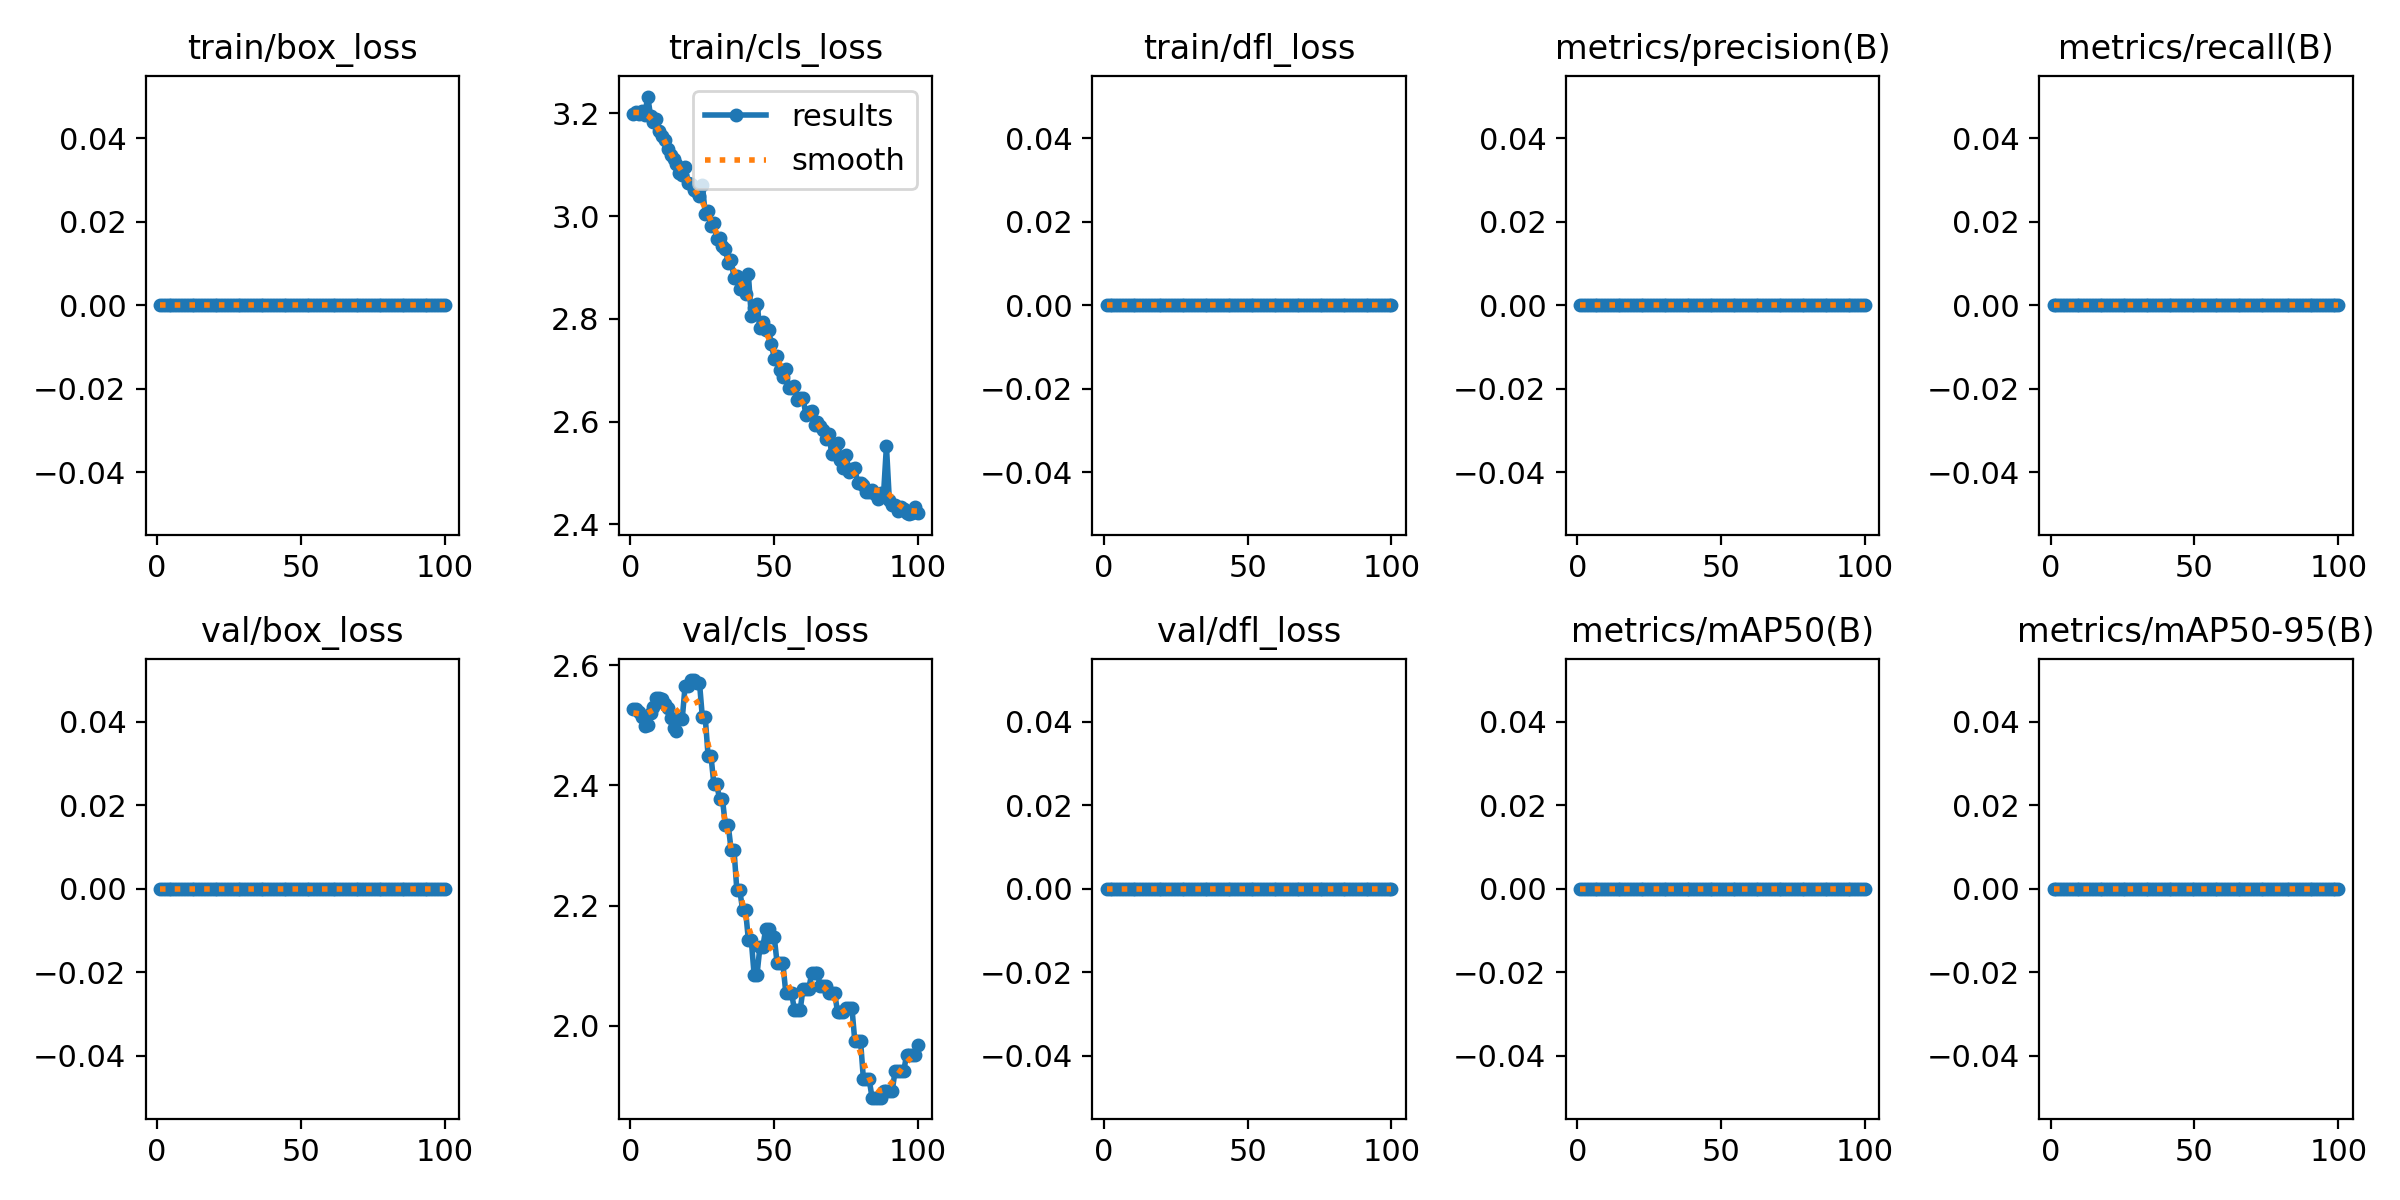 train/box_loss
0.04
0.02
0.00
−0.02
−0.04
0 50 100
train/cls_loss
results
smooth
3.2
3.0
2.8
2.6
2.4
0 50 100
train/dfl_loss
0.04
0.02
0.00
−0.02
−0.04
0 50 100
metrics/precision(B)
0.04
0.02
0.00
−0.02
−0.04
0 50 100
metrics/recall(B)
0.04
0.02
0.00
−0.02
−0.04
0 50 100
val/box_loss
0.04
0.02
0.00
−0.02
−0.04
0 50 100
val/cls_loss
2.6
2.4
2.2
2.0
0 50 100
val/dfl_loss
0.04
0.02
0.00
−0.02
−0.04
0 50 100
metrics/mAP50(B)
0.04
0.02
0.00
−0.02
−0.04
0 50 100
metrics/mAP50-95(B)
0.04
0.02
0.00
−0.02
−0.04
0 50 100